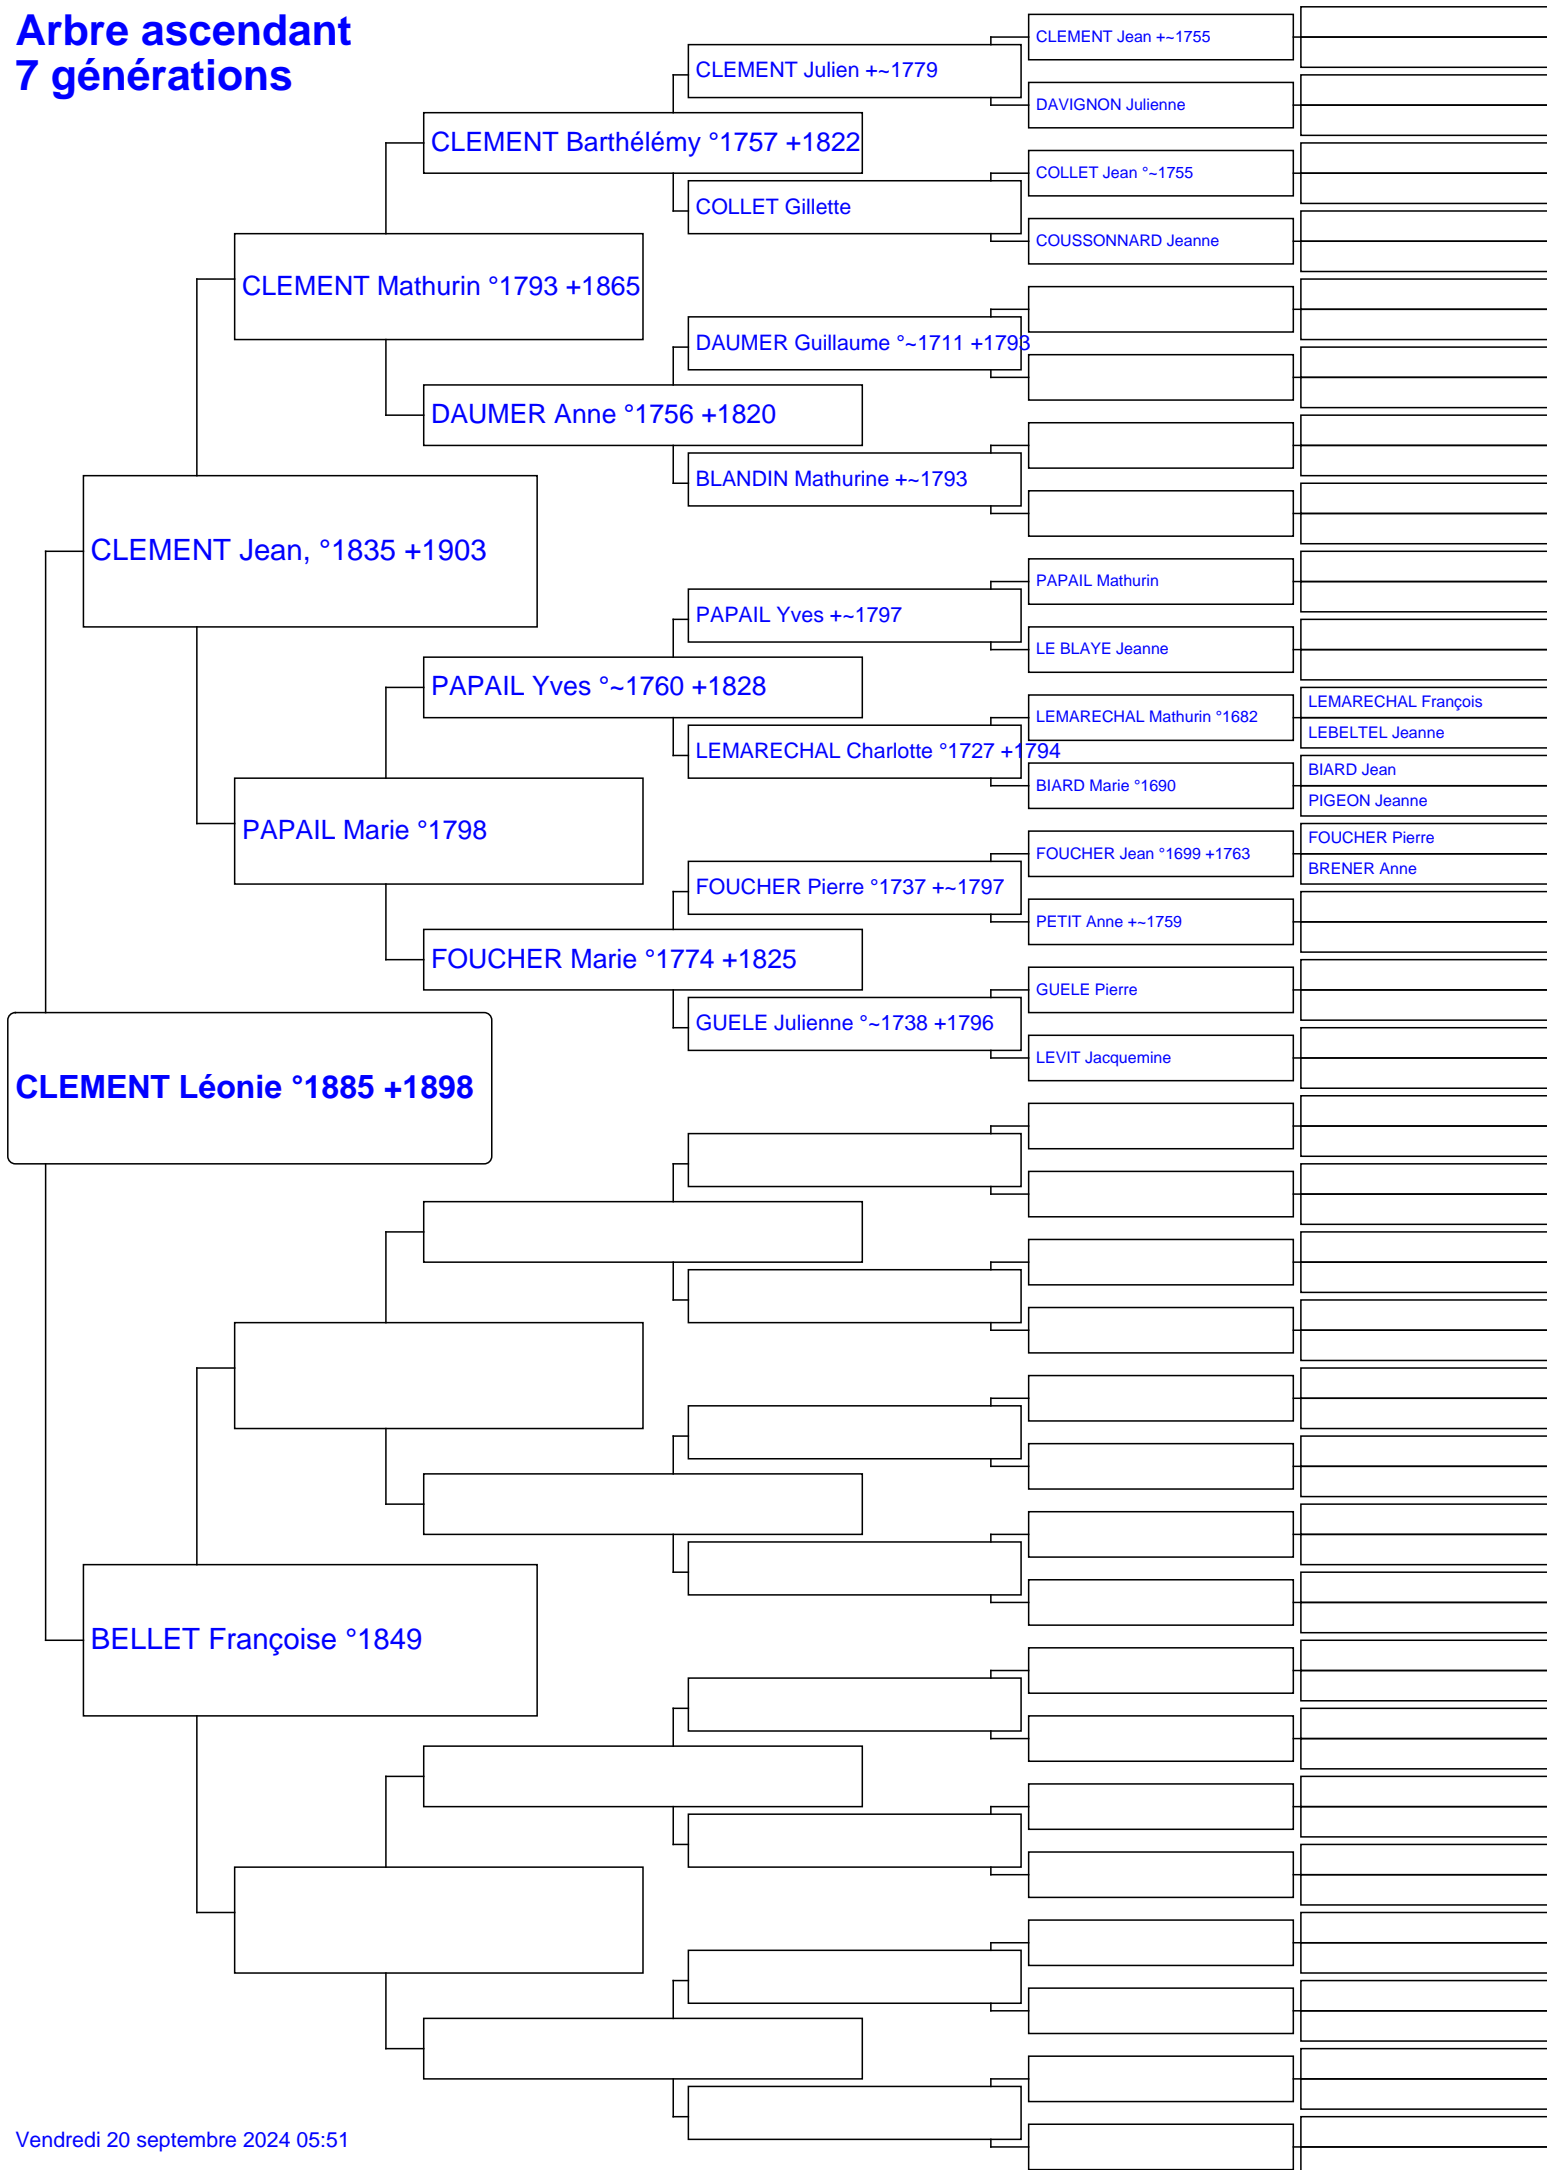 Arbre ascendant
7 générations
CLEMENT Léonie °1885 +1898
CLEMENT Jean, °1835 +1903
BELLET Françoise °1849
CLEMENT Mathurin °1793 +1865
PAPAIL Marie °1798
CLEMENT Barthélémy °1757 +1822
DAUMER Anne °1756 +1820
PAPAIL Yves °~1760 +1828
FOUCHER Marie °1774 +1825
CLEMENT Julien +~1779
COLLET Gillette
DAUMER Guillaume °~1711 +1793
BLANDIN Mathurine +~1793
PAPAIL Yves +~1797
LEMARECHAL Charlotte °1727 +1794
FOUCHER Pierre °1737 +~1797
GUELE Julienne °~1738 +1796
CLEMENT Jean +~1755
DAVIGNON Julienne
COLLET Jean °~1755
COUSSONNARD Jeanne
PAPAIL Mathurin
LE BLAYE Jeanne
LEMARECHAL Mathurin °1682
BIARD Marie °1690
FOUCHER Jean °1699 +1763
PETIT Anne +~1759
GUELE Pierre
LEVIT Jacquemine
LEMARECHAL François
LEBELTEL Jeanne
BIARD Jean
PIGEON Jeanne
FOUCHER Pierre
BRENER Anne
Vendredi 20 septembre 2024 05:51